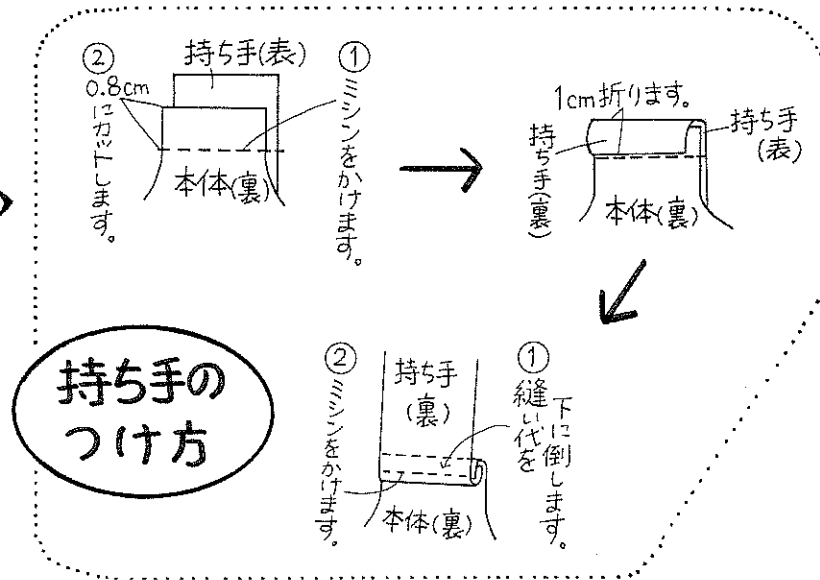 ②
0.8cm
にカットします。
持ち手(表)
①
ミシンをかけます。
本体(裏)
1cm折ります。
持ち手(裏)
持ち手
(表)
本体(裏)
持ち手の
つけ方
②
ミシンをかけます。
持ち手
(裏)
①
縫い代を
下に倒します。
本体(裏)